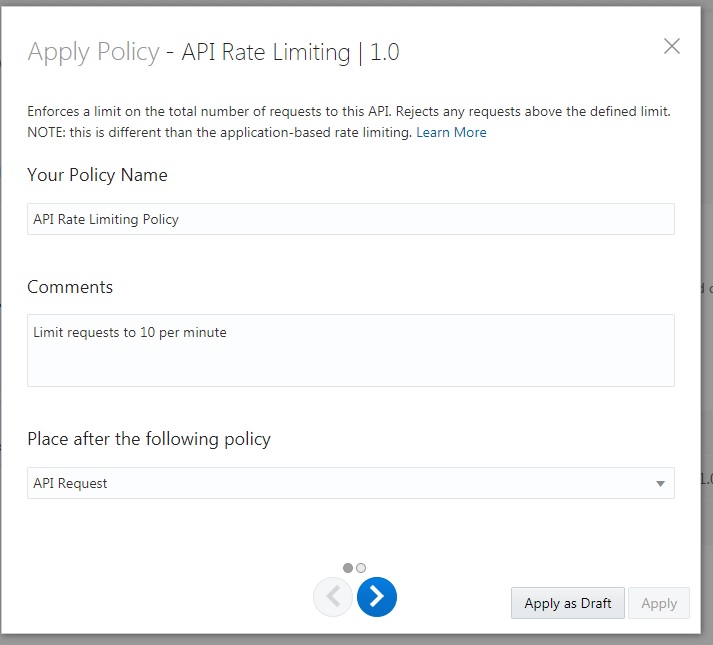 Apply Policy - API Rate Limiting | 1.0
Enforces a limit on the total number of requests to this API. Rejects any requests above the defined limit.
NOTE: this is different than the application-based rate limiting. Learn More
Your Policy Name
API Rate Limiting Policy
Comments
Limit requests to 10 per minute
Place after the following policy
API Request
Apply as Draft
Apply